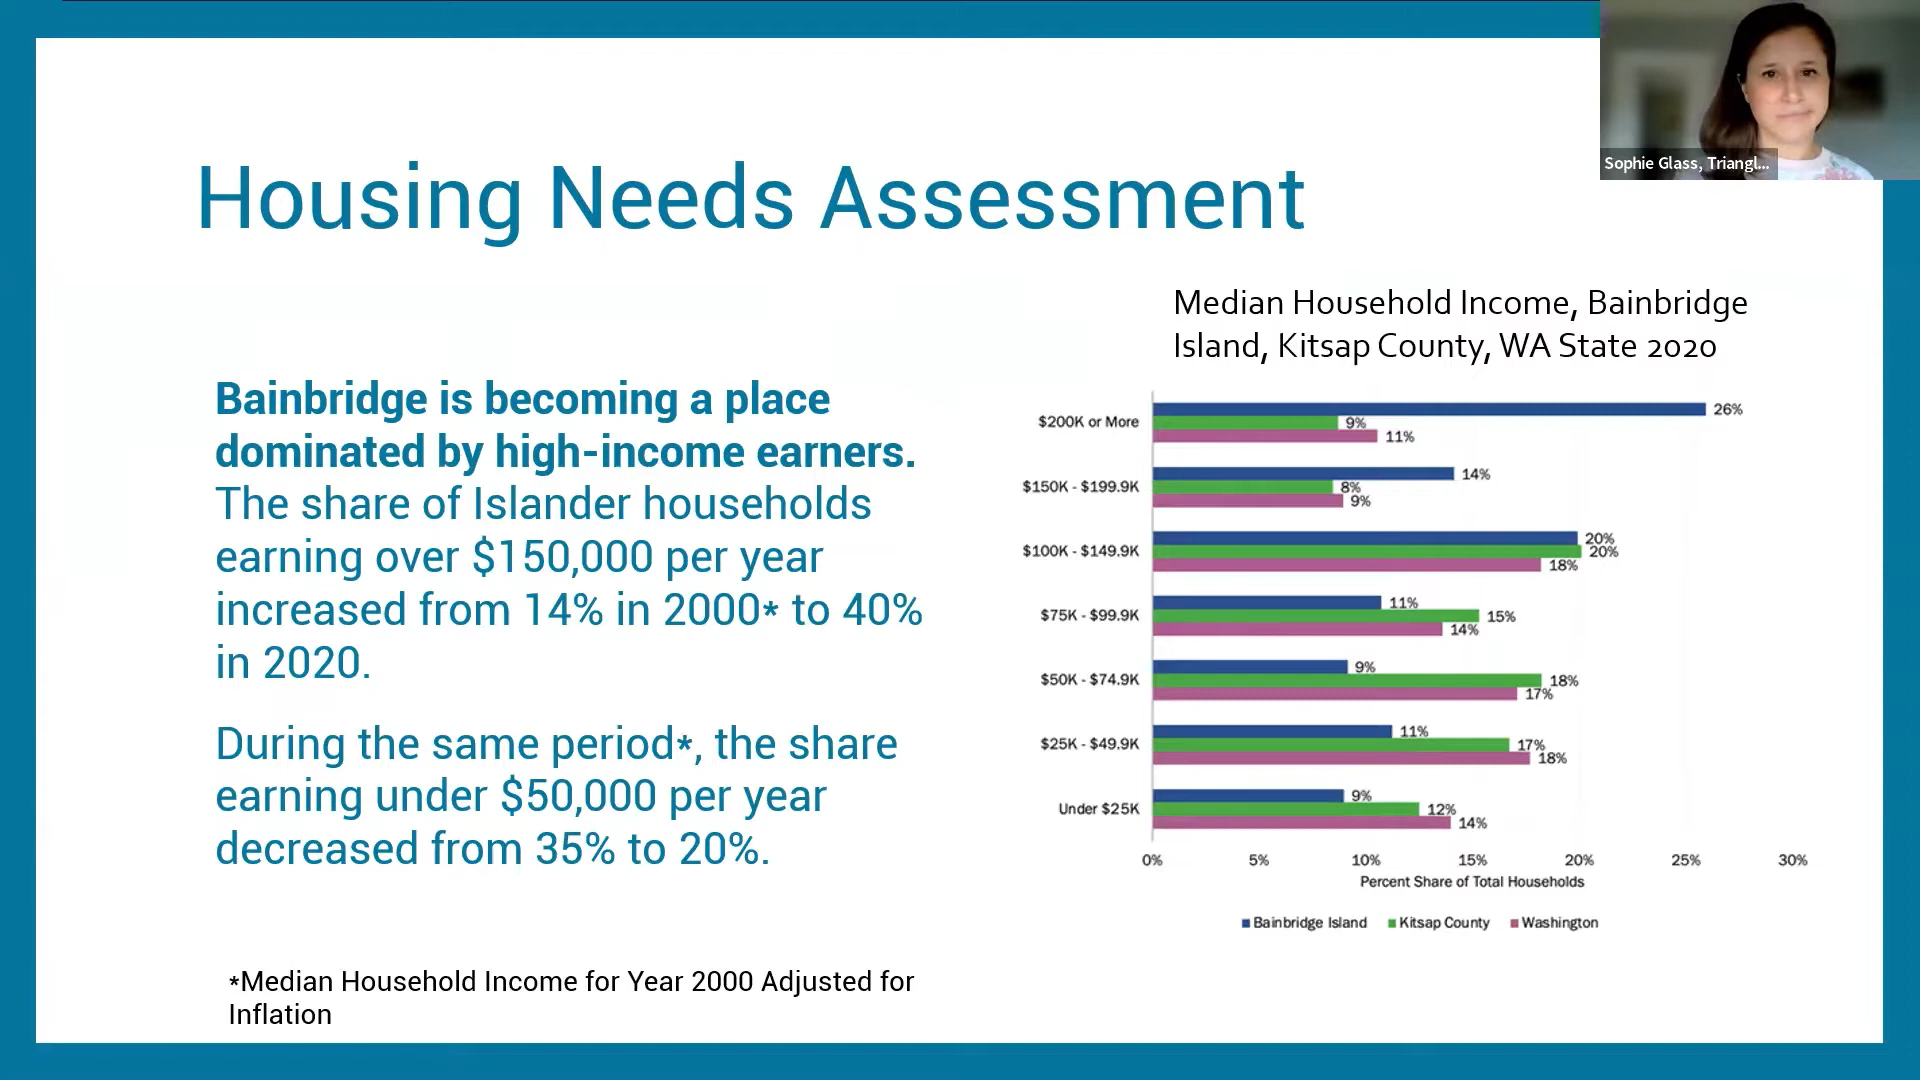 Sophie Glass, Triangl...
Housing Needs Assessment
Bainbridge is becoming a place
dominated by high-income earners.
The share of Islander households
earning over $150,000 per year
increased from 14% in 2000* to 40%
in 2020.
During the same period*, the share
earning under $50,000 per year
decreased from 35% to 20%.
*Median Household Income for Year 2000 Adjusted for
Inflation
Median Household Income, Bainbridge
Island, Kitsap County, WA State 2020
$200K or More
26%
9%
11%
$150K - $199.9K
14%
8%
9%
$100K - $149.9K
20%
20%
18%
$75K - $99.9K
11%
15%
14%
$50K - $74.9K
9%
18%
17%
$25K - $49.9K
11%
17%
18%
Under $25K
9%
12%
14%
0% 5% 10% 15% 20% 25% 30%
Percent Share of Total Households
Bainbridge Island Kitsap County Washington